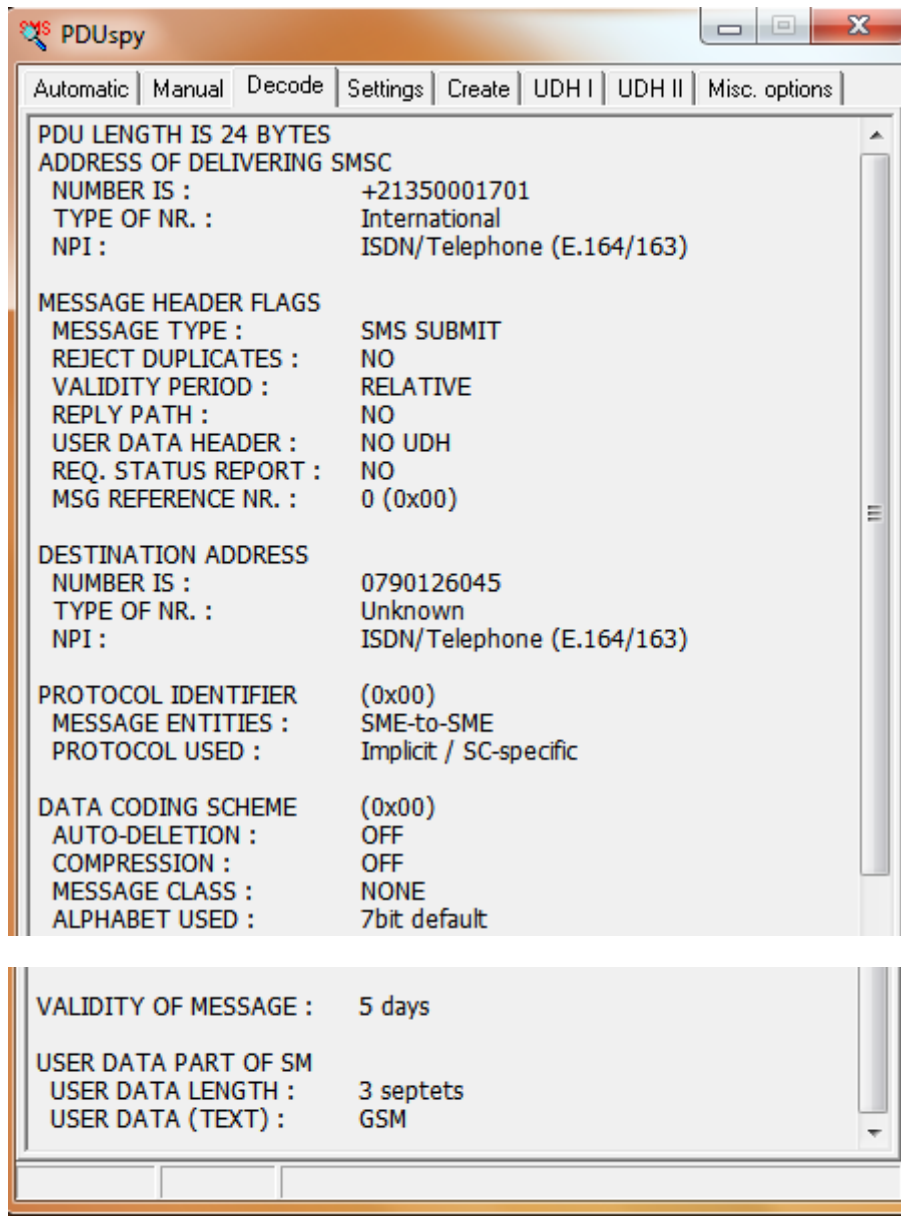 SMS PDUspy
Automatic Manual Decode Settings Create UDH I UDH II Misc. options
PDU LENGTH IS 24 BYTES
ADDRESS OF DELIVERING SMSC
NUMBER IS : +21350001701
TYPE OF NR. : International
NPI : ISDN/Telephone (E.164/163)
MESSAGE HEADER FLAGS
MESSAGE TYPE : SMS SUBMIT
REJECT DUPLICATES : NO
VALIDITY PERIOD : RELATIVE
REPLY PATH : NO
USER DATA HEADER : NO UDH
REQ. STATUS REPORT : NO
MSG REFERENCE NR. : 0 (0x00)
DESTINATION ADDRESS
NUMBER IS : 0790126045
TYPE OF NR. : Unknown
NPI : ISDN/Telephone (E.164/163)
PROTOCOL IDENTIFIER (0x00)
MESSAGE ENTITIES : SME-to-SME
PROTOCOL USED : Implicit / SC-specific
DATA CODING SCHEME (0x00)
AUTO-DELETION : OFF
COMPRESSION : OFF
MESSAGE CLASS : NONE
ALPHABET USED : 7bit default
VALIDITY OF MESSAGE : 5 days
USER DATA PART OF SM
USER DATA LENGTH : 3 septets
USER DATA (TEXT) : GSM